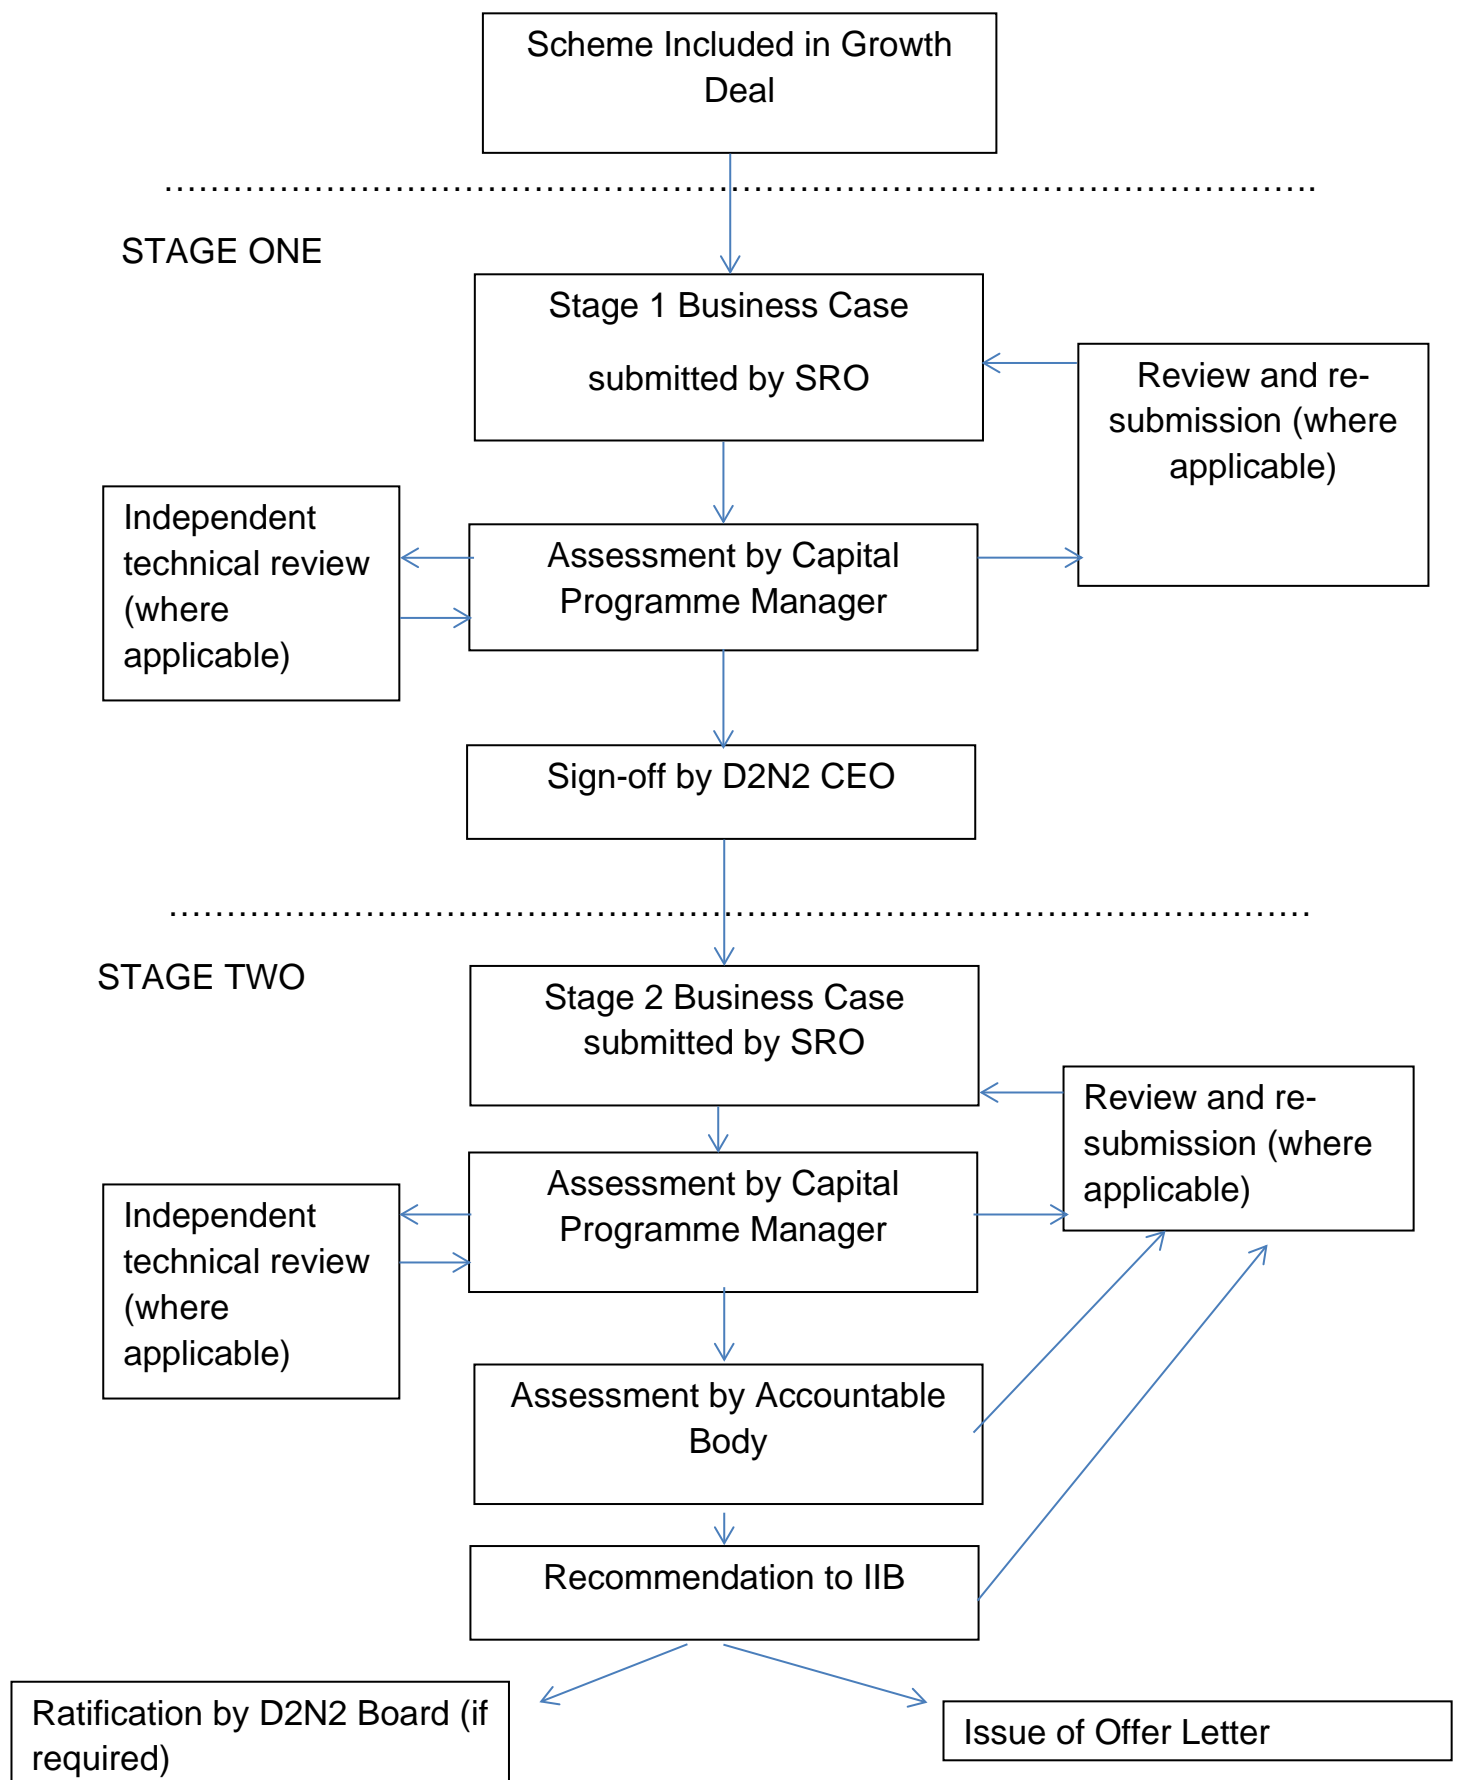 Scheme Included in Growth
Deal
……………………………………………………………………………………….
STAGE ONE
Stage 1 Business Case
submitted by SRO
Review and re-
submission (where
applicable)
Independent
technical review
(where
applicable)
Assessment by Capital
Programme Manager
Sign-off by D2N2 CEO
………………………………………………………………………………………
STAGE TWO
Stage 2 Business Case
submitted by SRO
Review and re-
submission (where
applicable)
Assessment by Capital
Programme Manager
Independent
technical review
(where
applicable)
Assessment by Accountable
Body
Recommendation to IIB
Ratification by D2N2 Board (if
required)
Issue of Offer Letter